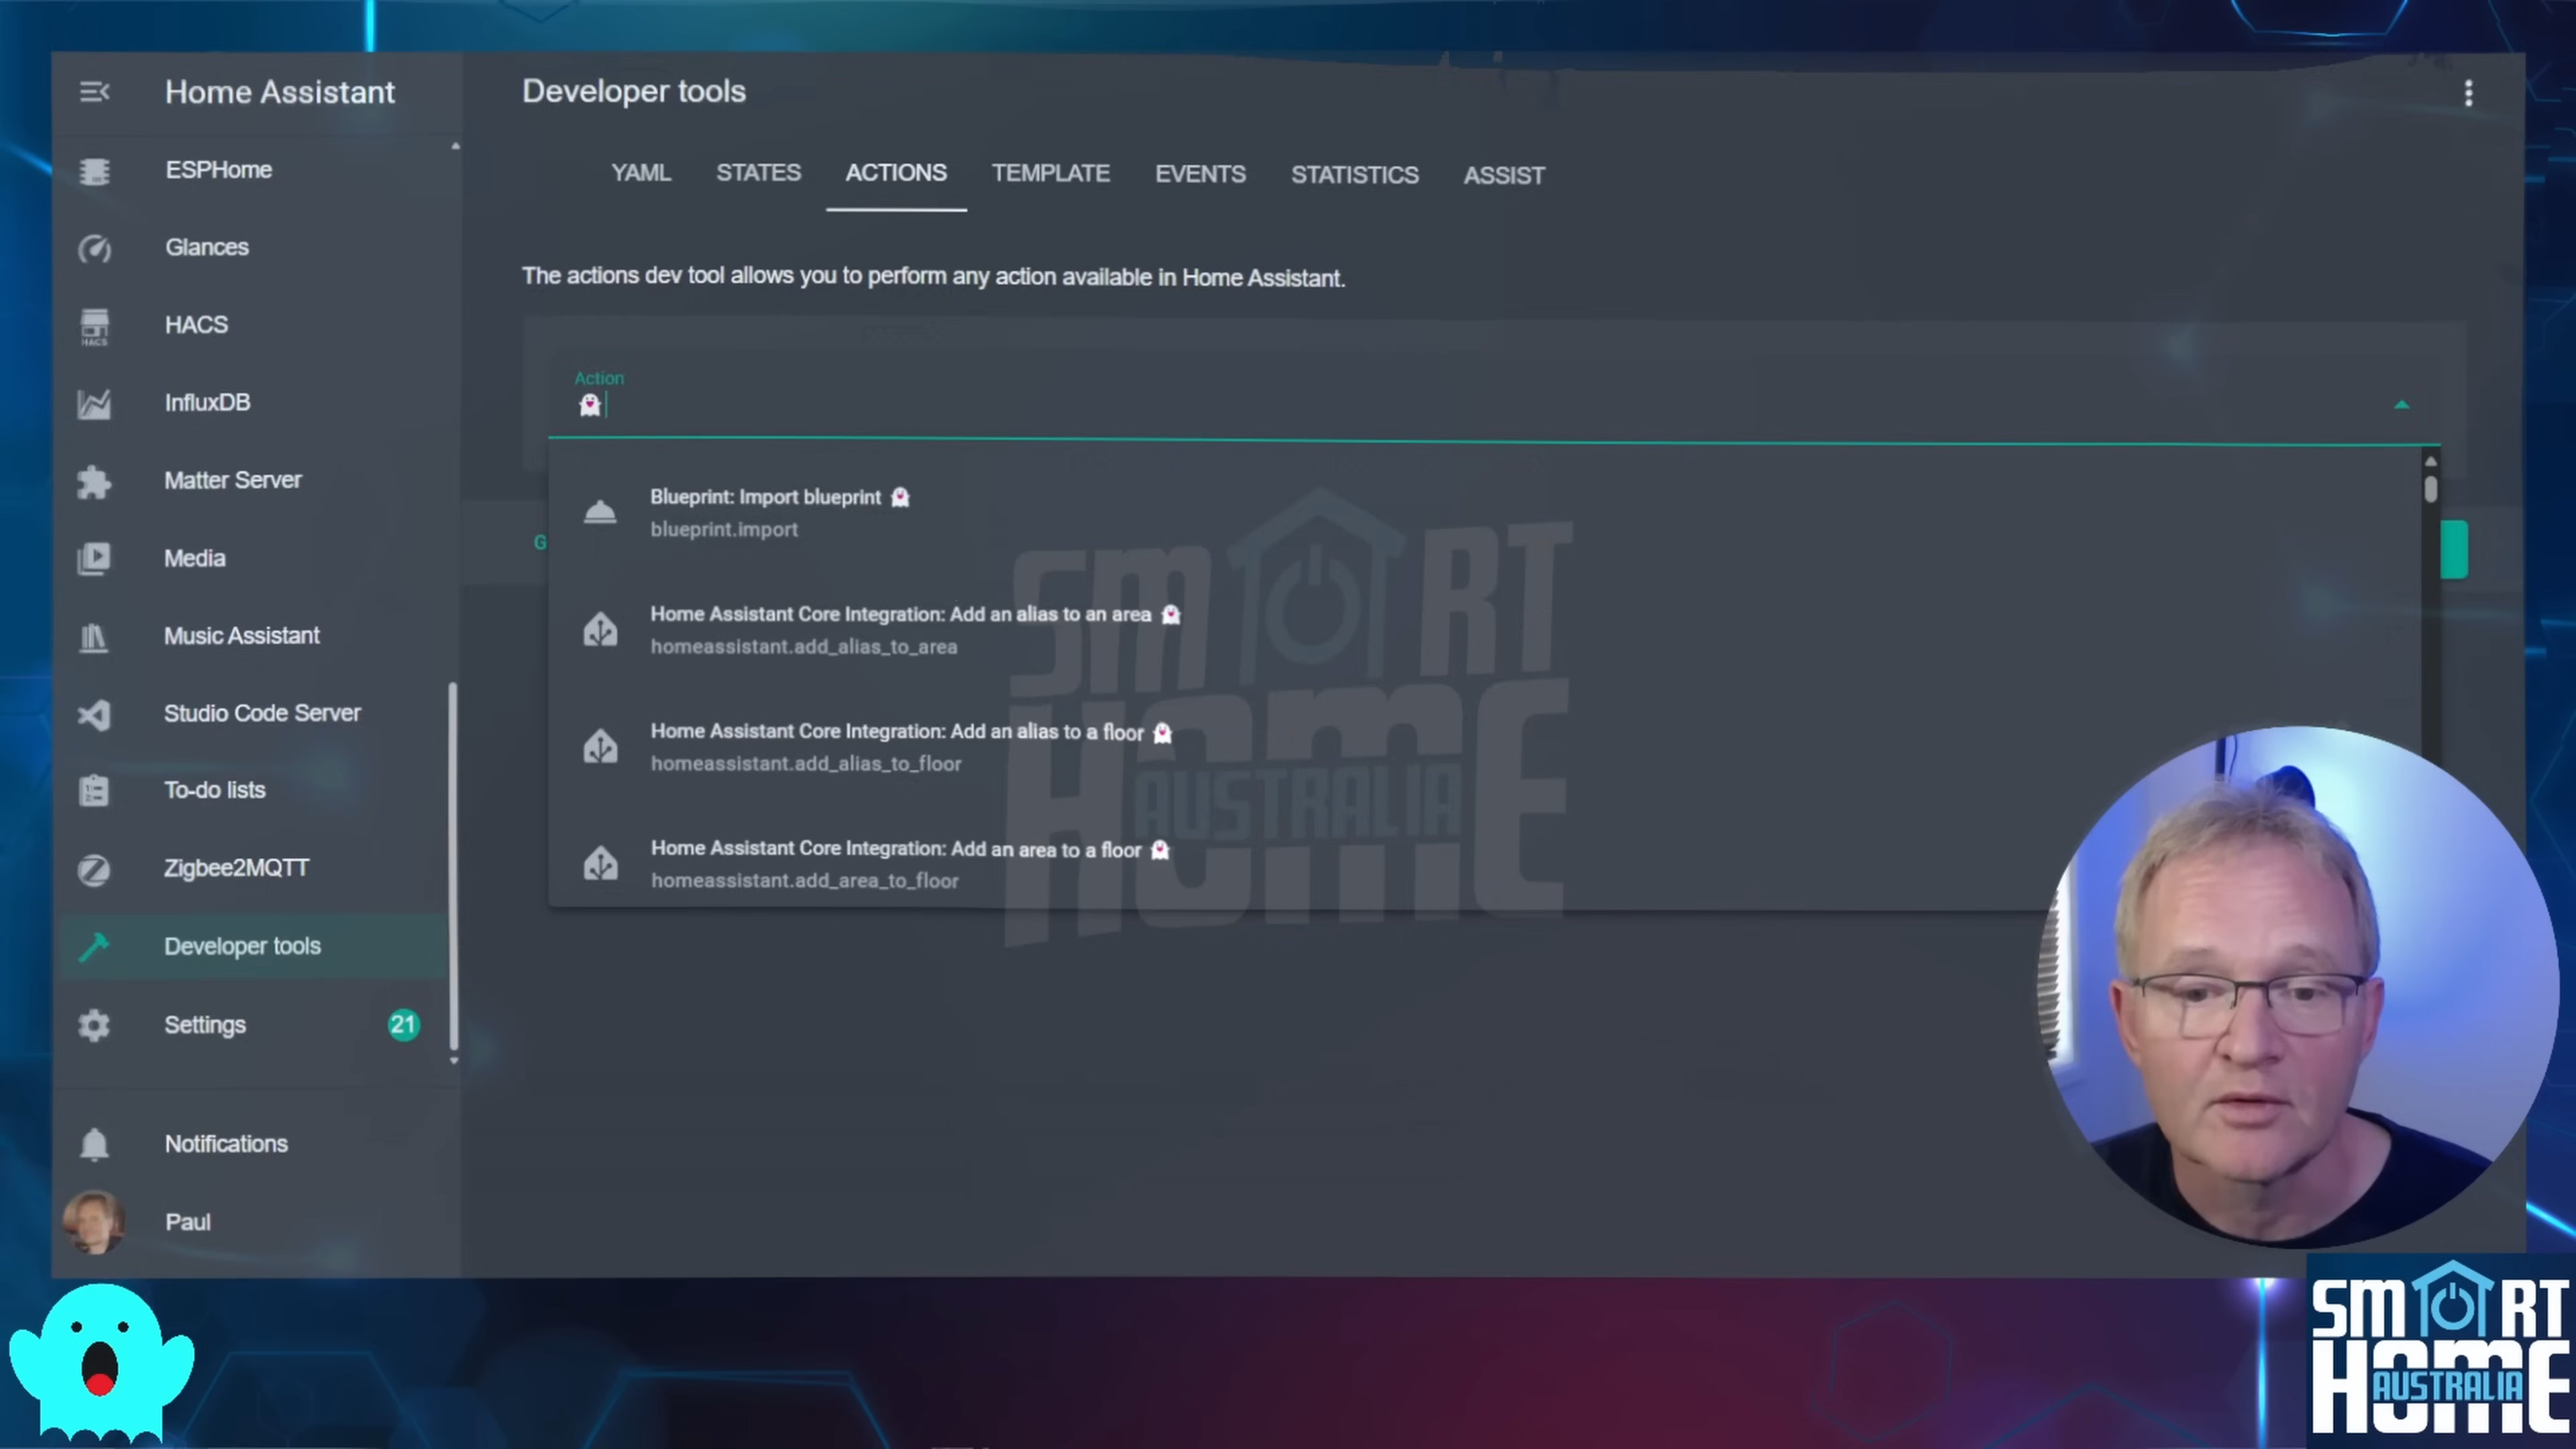 Home Assistant
ESPHome
Glances
HACS
HACS
InfluxDB
Matter Server
Media
Music Assistant
Studio Code Server
To-do lists
Zigbee2MQTT
Developer tools
Settings
21
Notifications
Paul
Developer tools
YAML STATES ACTIONS TEMPLATE EVENTS STATISTICS ASSIST
The actions dev tool allows you to perform any action available in Home Assistant.
Action
👻
G
Blueprint: Import blueprint 👻
blueprint.import
Home Assistant Core Integration: Add an alias to an area 👻
homeassistant.add_alias_to_area
Home Assistant Core Integration: Add an alias to a floor 👻
homeassistant.add_alias_to_floor
Home Assistant Core Integration: Add an area to a floor 👻
homeassistant.add_area_to_floor
SMART
HOME
AUSTRALIA
SMART
HOME
AUSTRALIA